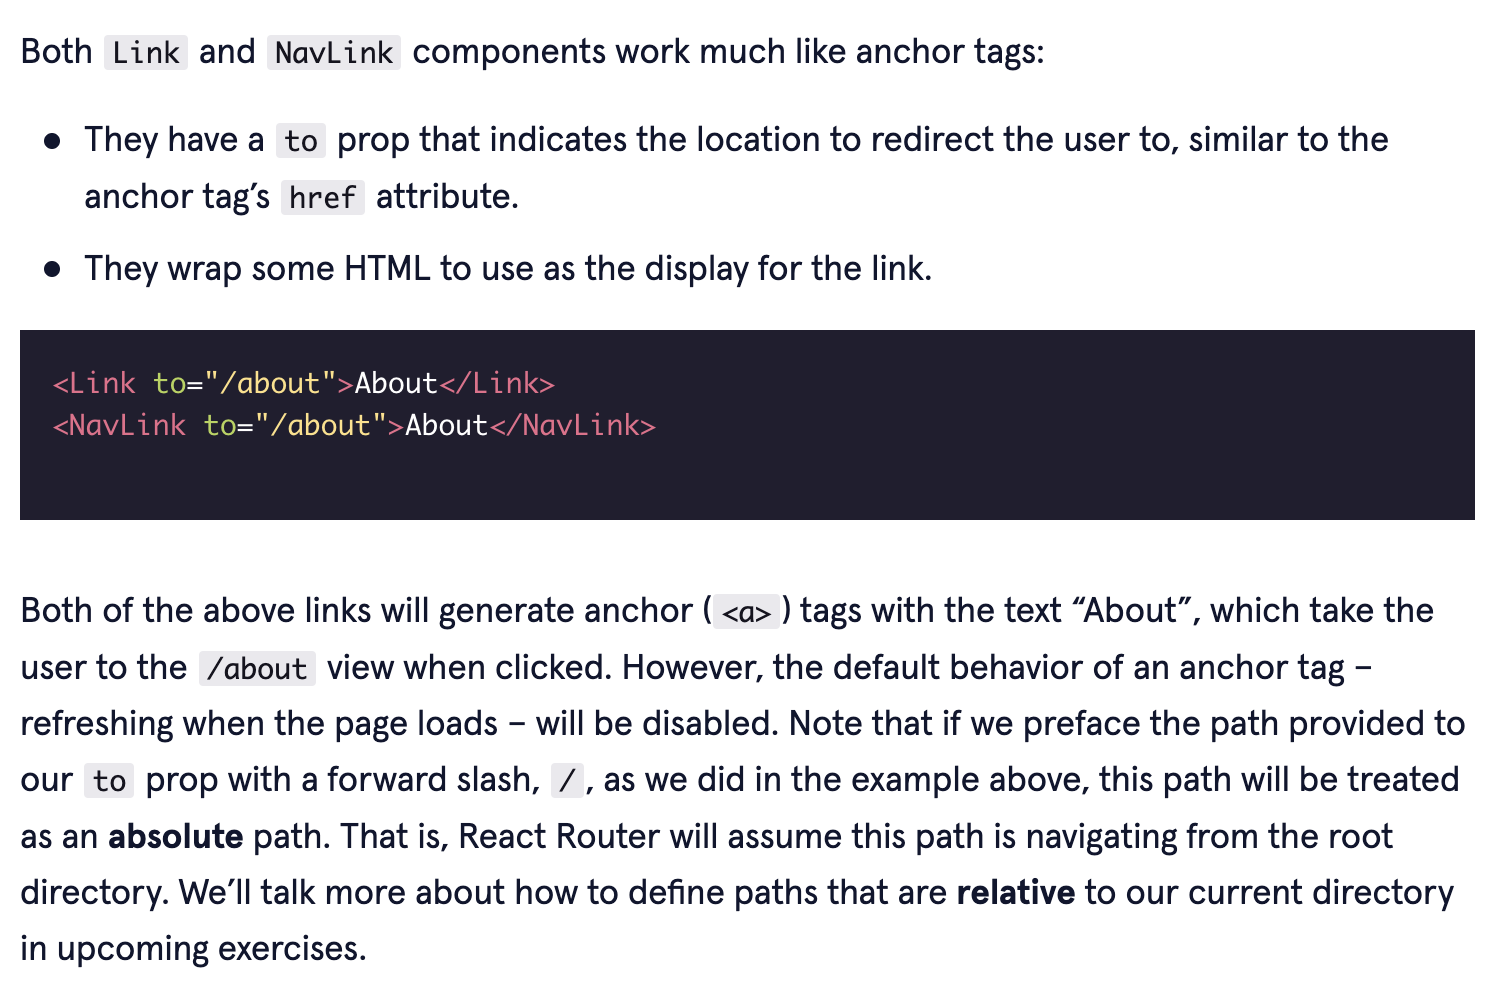 Both Link and NavLink components work much like anchor tags:
● They have a to prop that indicates the location to redirect the user to, similar to the
anchor tag’s href attribute.
● They wrap some HTML to use as the display for the link.
<Link to="/about">About</Link>
<NavLink to="/about">About</NavLink>
Both of the above links will generate anchor (<a>) tags with the text “About”, which take the
user to the /about view when clicked. However, the default behavior of an anchor tag –
refreshing when the page loads – will be disabled. Note that if we preface the path provided to
our to prop with a forward slash, /, as we did in the example above, this path will be treated
as an absolute path. That is, React Router will assume this path is navigating from the root
directory. We’ll talk more about how to define paths that are relative to our current directory
in upcoming exercises.